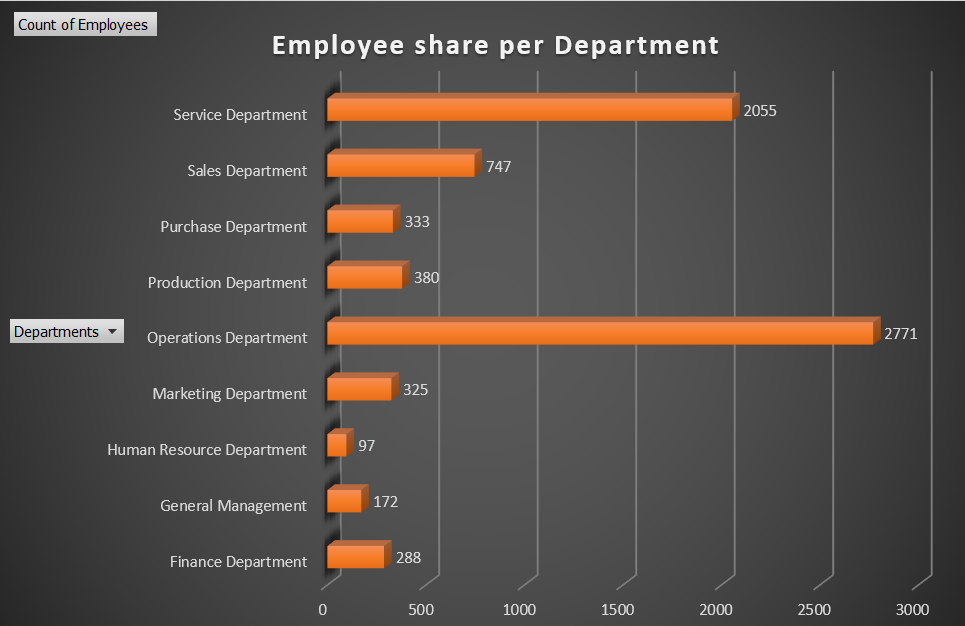 Count of Employees
Employee share per Department
Service Department 2055
Sales Department 747
Purchase Department 333
Production Department 380
Departments
Operations Department 2771
Marketing Department 325
Human Resource Department 97
General Management 172
Finance Department 288
0 500 1000 1500 2000 2500 3000